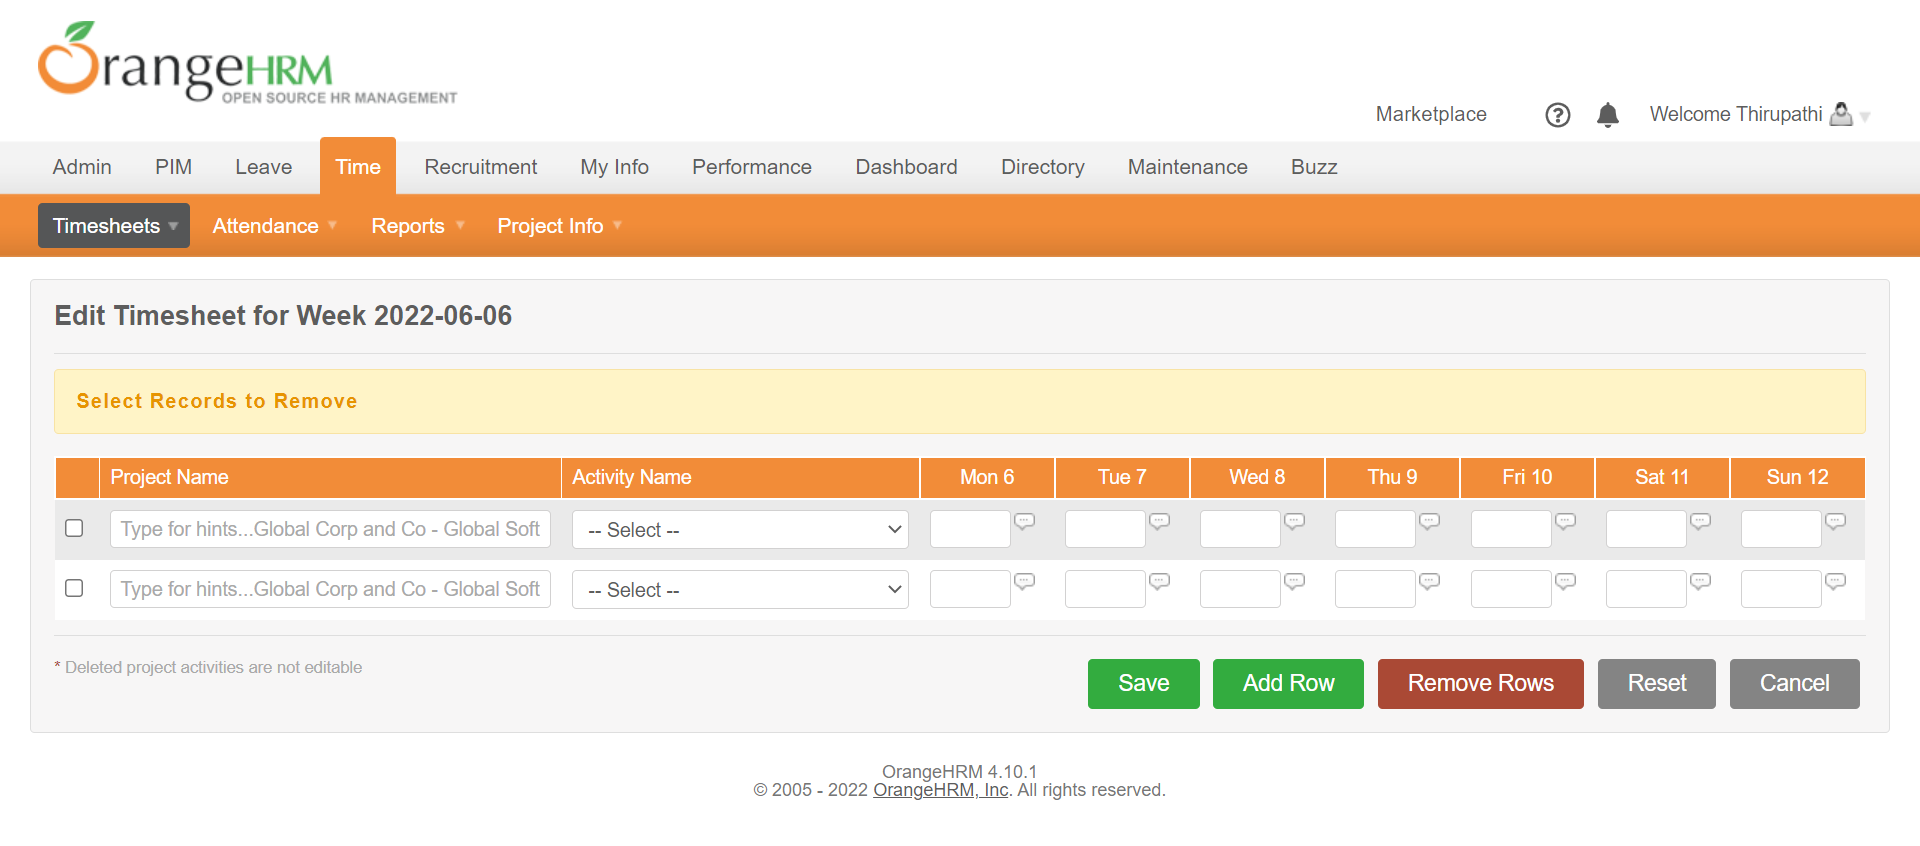 OrangeHRM
OPEN SOURCE HR MANAGEMENT
Marketplace ? Welcome Thirupathi
Admin PIM Leave Time Recruitment My Info Performance Dashboard Directory Maintenance Buzz
Timesheets Attendance Reports Project Info
Edit Timesheet for Week 2022-06-06
Select Records to Remove
Project Name Activity Name Mon 6 Tue 7 Wed 8 Thu 9 Fri 10 Sat 11 Sun 12
Type for hints...Global Corp and Co - Global Soft -- Select --
Type for hints...Global Corp and Co - Global Soft -- Select --
* Deleted project activities are not editable
Save Add Row Remove Rows Reset Cancel
OrangeHRM 4.10.1
© 2005 - 2022 OrangeHRM, Inc. All rights reserved.